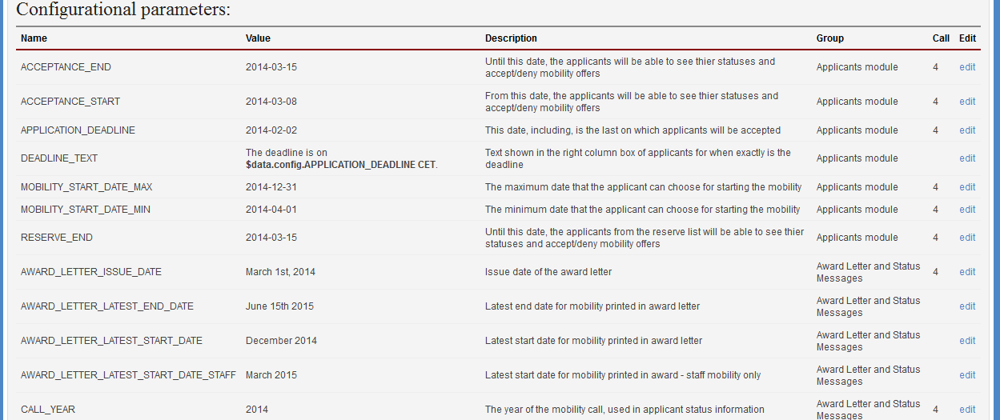 Configurational parameters:
Name Value Description Group Call Edit
ACCEPTANCE_END 2014-03-15 Until this date, the applicants will be able to see thier statuses and Applicants module 4 edit
accept/deny mobility offers
ACCEPTANCE_START 2014-03-08 From this date, the applicants will be able to see thier statuses and Applicants module 4 edit
accept/deny mobility offers
APPLICATION_DEADLINE 2014-02-02 This date, including, is the last on which applicants will be accepted Applicants module 4 edit
DEADLINE_TEXT The deadline is on Text shown in the right column box of applicants for when exactly is the Applicants module edit
$data.config.APPLICATION_DEADLINE CET. deadline
MOBILITY_START_DATE_MAX 2014-12-31 The maximum date that the applicant can choose for starting the mobility Applicants module 4 edit
MOBILITY_START_DATE_MIN 2014-04-01 The minimum date that the applicant can choose for starting the mobility Applicants module 4 edit
RESERVE_END 2014-03-15 Until this date, the applicants from the reserve list will be able to see thier Applicants module 4 edit
statuses and accept/deny mobility offers
AWARD_LETTER_ISSUE_DATE March 1st, 2014 Issue date of the award letter Award Letter and Status 4 edit
Messages
AWARD_LETTER_LATEST_END_DATE June 15th 2015 Latest end date for mobility printed in award letter Award Letter and Status edit
Messages
AWARD_LETTER_LATEST_START_DATE December 2014 Latest start date for mobility printed in award letter Award Letter and Status edit
Messages
AWARD_LETTER_LATEST_START_DATE_STAFF March 2015 Latest start date for mobility printed in award - staff mobility only Award Letter and Status edit
Messages
CALL_YEAR 2014 The year of the mobility call, used in applicant status information Award Letter and Status 4 edit
Messages